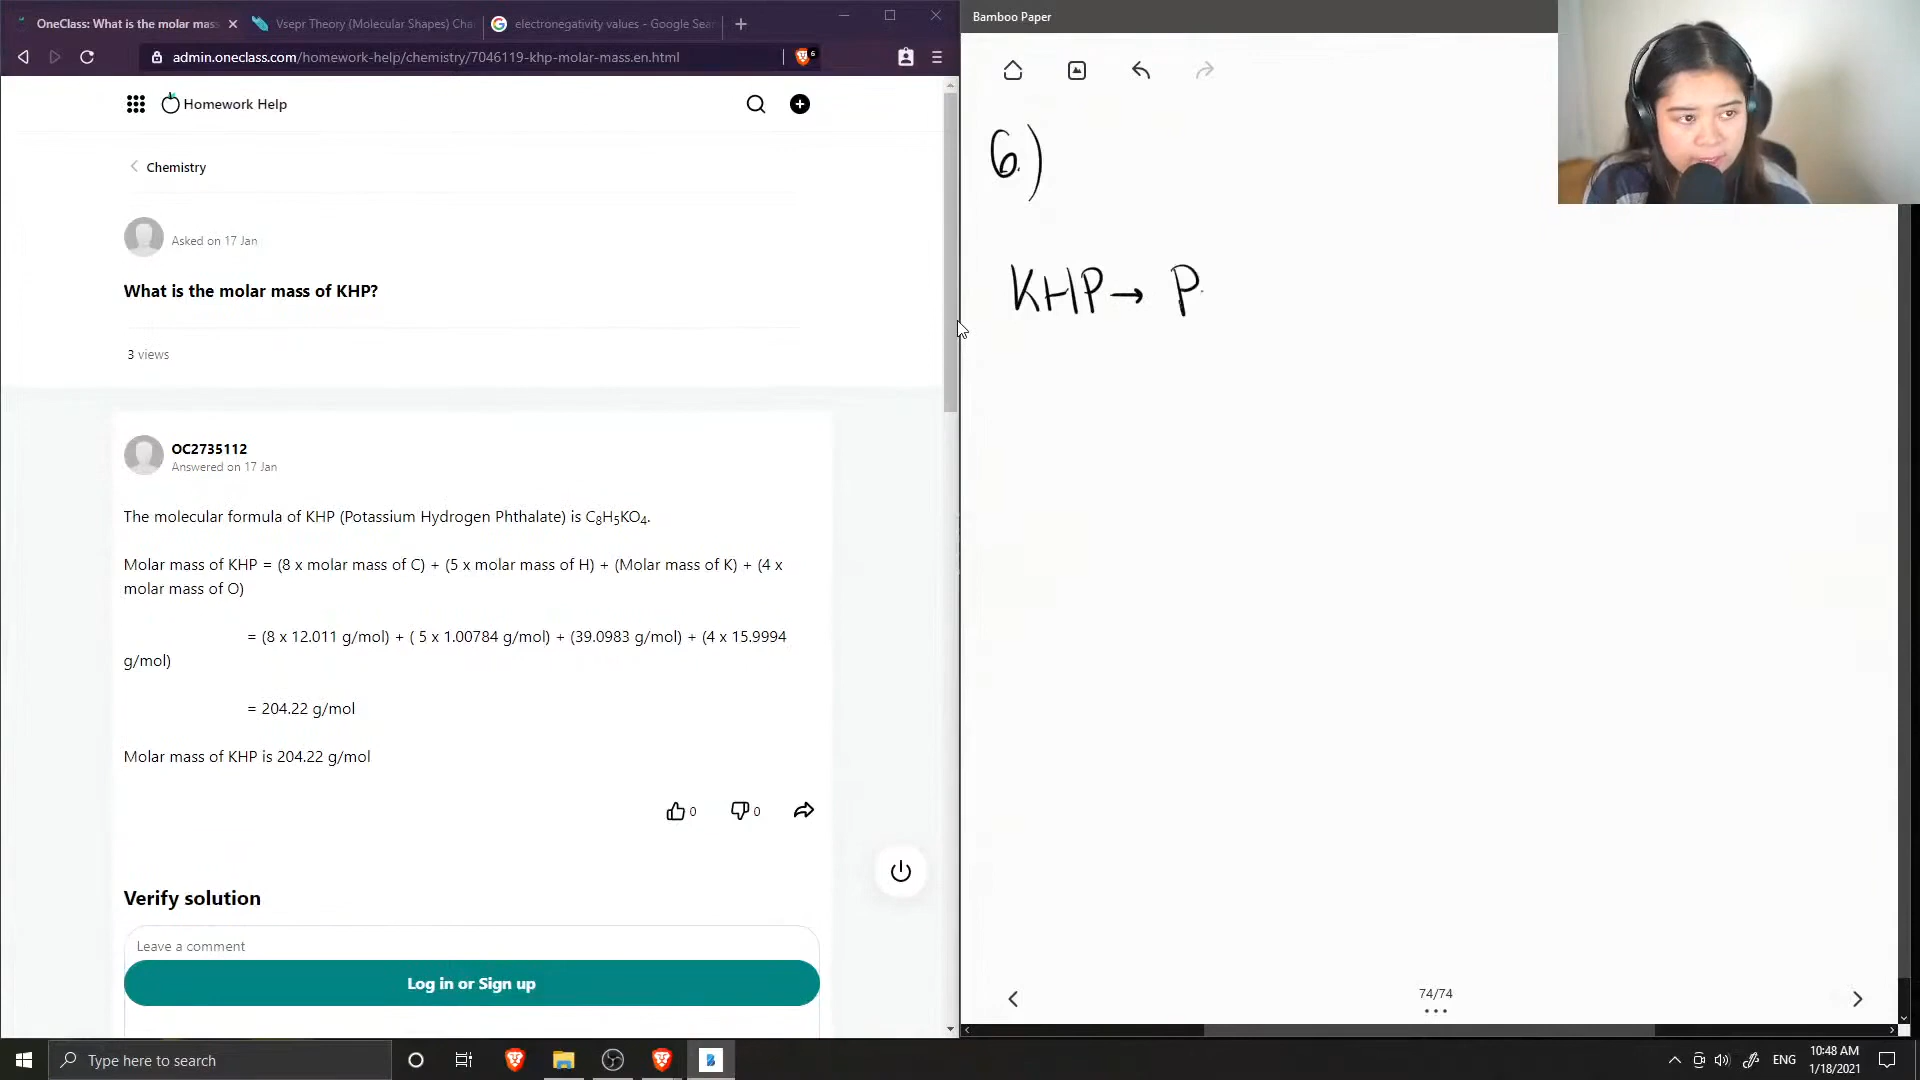 OneClass: What is the molar mass
Vsepr Theory (Molecular Shapes) Cha
electronegativity values - Google Sea
admin.oneclass.com/homework-help/chemistry/7046119-khp-molar-mass.en.html
6
Homework Help
Chemistry
Asked on 17 Jan
What is the molar mass of KHP?
3 views
OC2735112
Answered on 17 Jan
The molecular formula of KHP (Potassium Hydrogen Phthalate) is C₈H₅KO₄.
Molar mass of KHP = (8 x molar mass of C) + (5 x molar mass of H) + (Molar mass of K) + (4 x
molar mass of O)
= (8 x 12.011 g/mol) + ( 5 x 1.00784 g/mol) + (39.0983 g/mol) + (4 x 15.9994
g/mol)
= 204.22 g/mol
Molar mass of KHP is 204.22 g/mol
0 0
Verify solution
Leave a comment
Log in or Sign up
Bamboo Paper
6.)
KHP → P
74/74
Type here to search
ENG
10:48 AM
1/18/2021